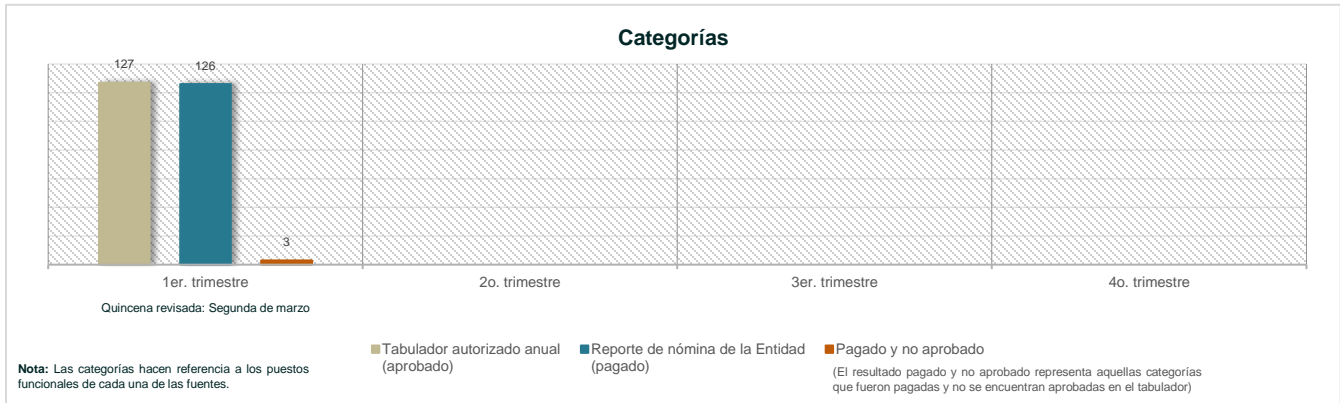 Categorías
127
126
3
1er. trimestre
2o. trimestre
3er. trimestre
4o. trimestre
Quincena revisada: Segunda de marzo
Tabulador autorizado anual
(aprobado)
Reporte de nómina de la Entidad
(pagado)
Pagado y no aprobado
(El resultado pagado y no aprobado representa aquellas categorías
que fueron pagadas y no se encuentran aprobadas en el tabulador)
Nota: Las categorías hacen referencia a los puestos
funcionales de cada una de las fuentes.